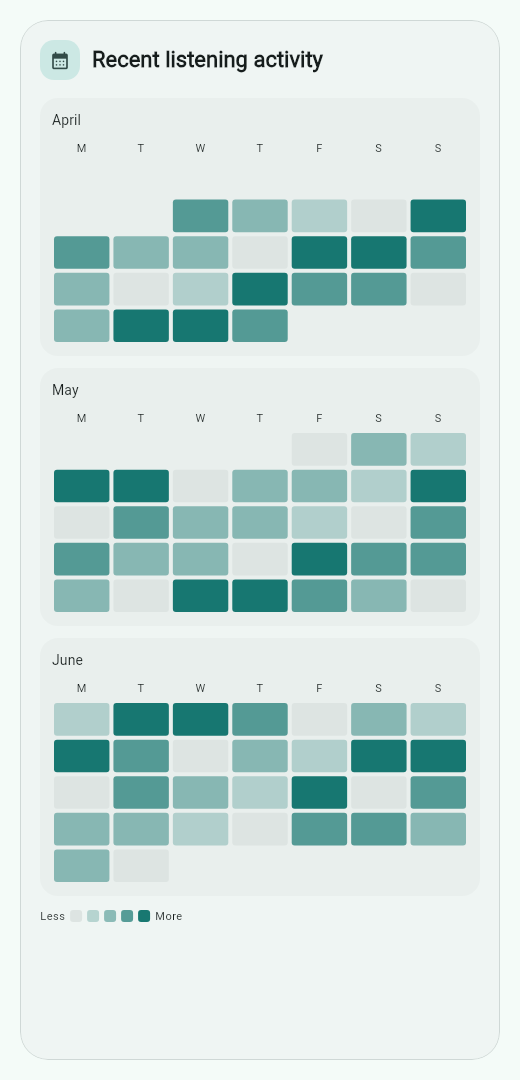 Recent listening activity
April
M T W T F S S
May
M T W T F S S
June
M T W T F S S
Less More